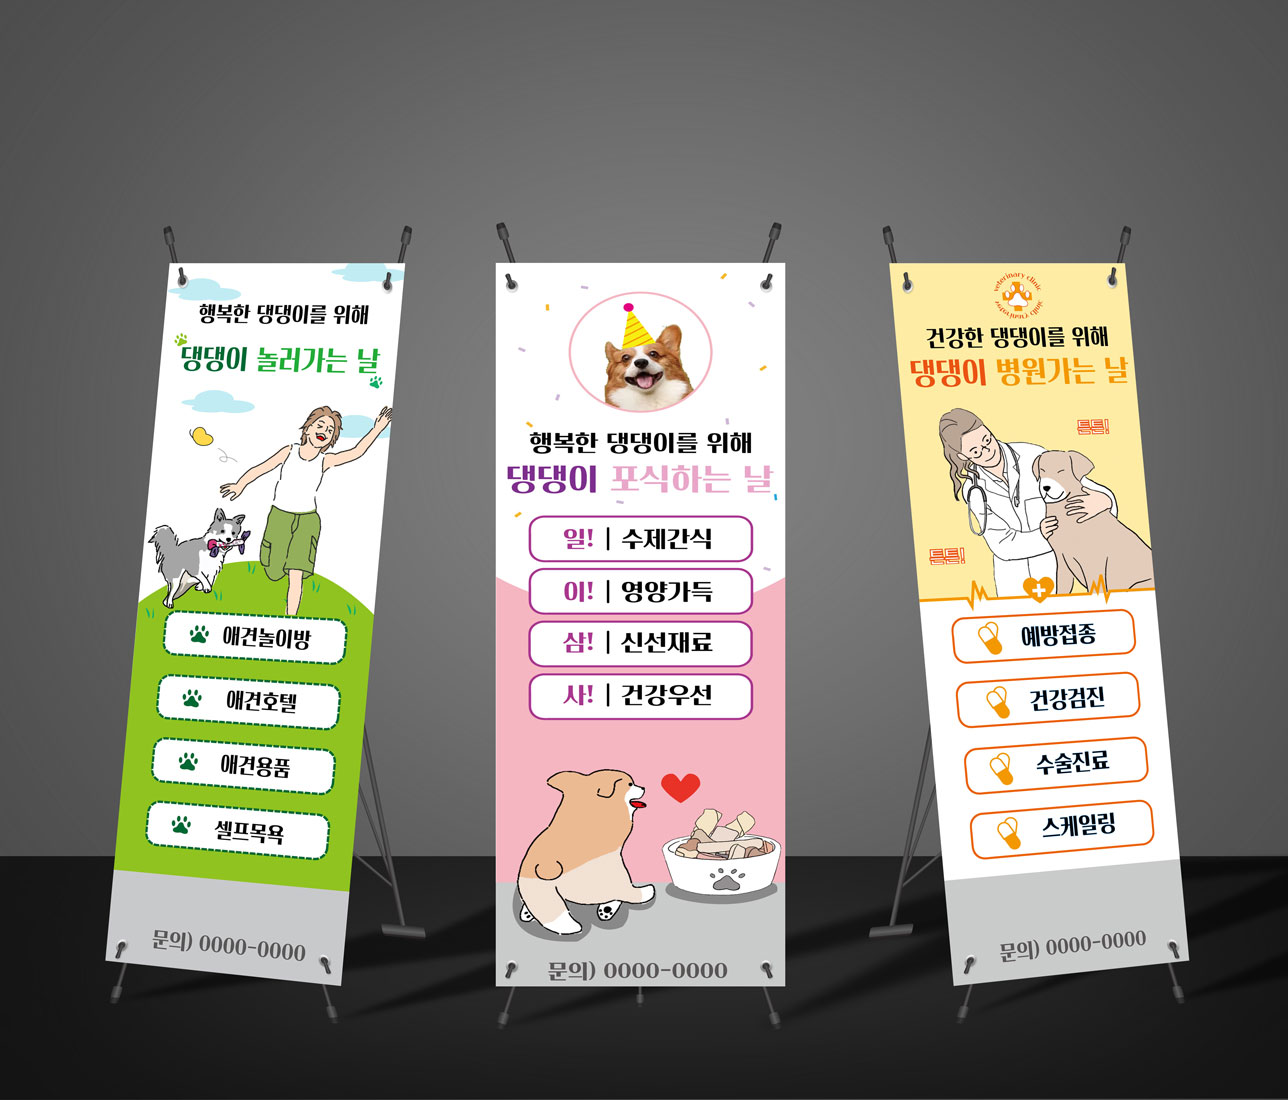 행복한 댕댕이를 위해
댕댕이 놀러가는 날
애견놀이방
애견호텔
애견용품
셀프목욕
문의) 0000-0000
행복한 댕댕이를 위해
댕댕이 포식하는 날
일! | 수제간식
이! | 영양가득
삼! | 신선재료
사! | 건강우선
문의) 0000-0000
veterinary clinic
veterinary clinic
건강한 댕댕이를 위해
댕댕이 병원가는 날
튼튼!
튼튼!
예방접종
건강검진
수술진료
스케일링
문의) 0000-0000